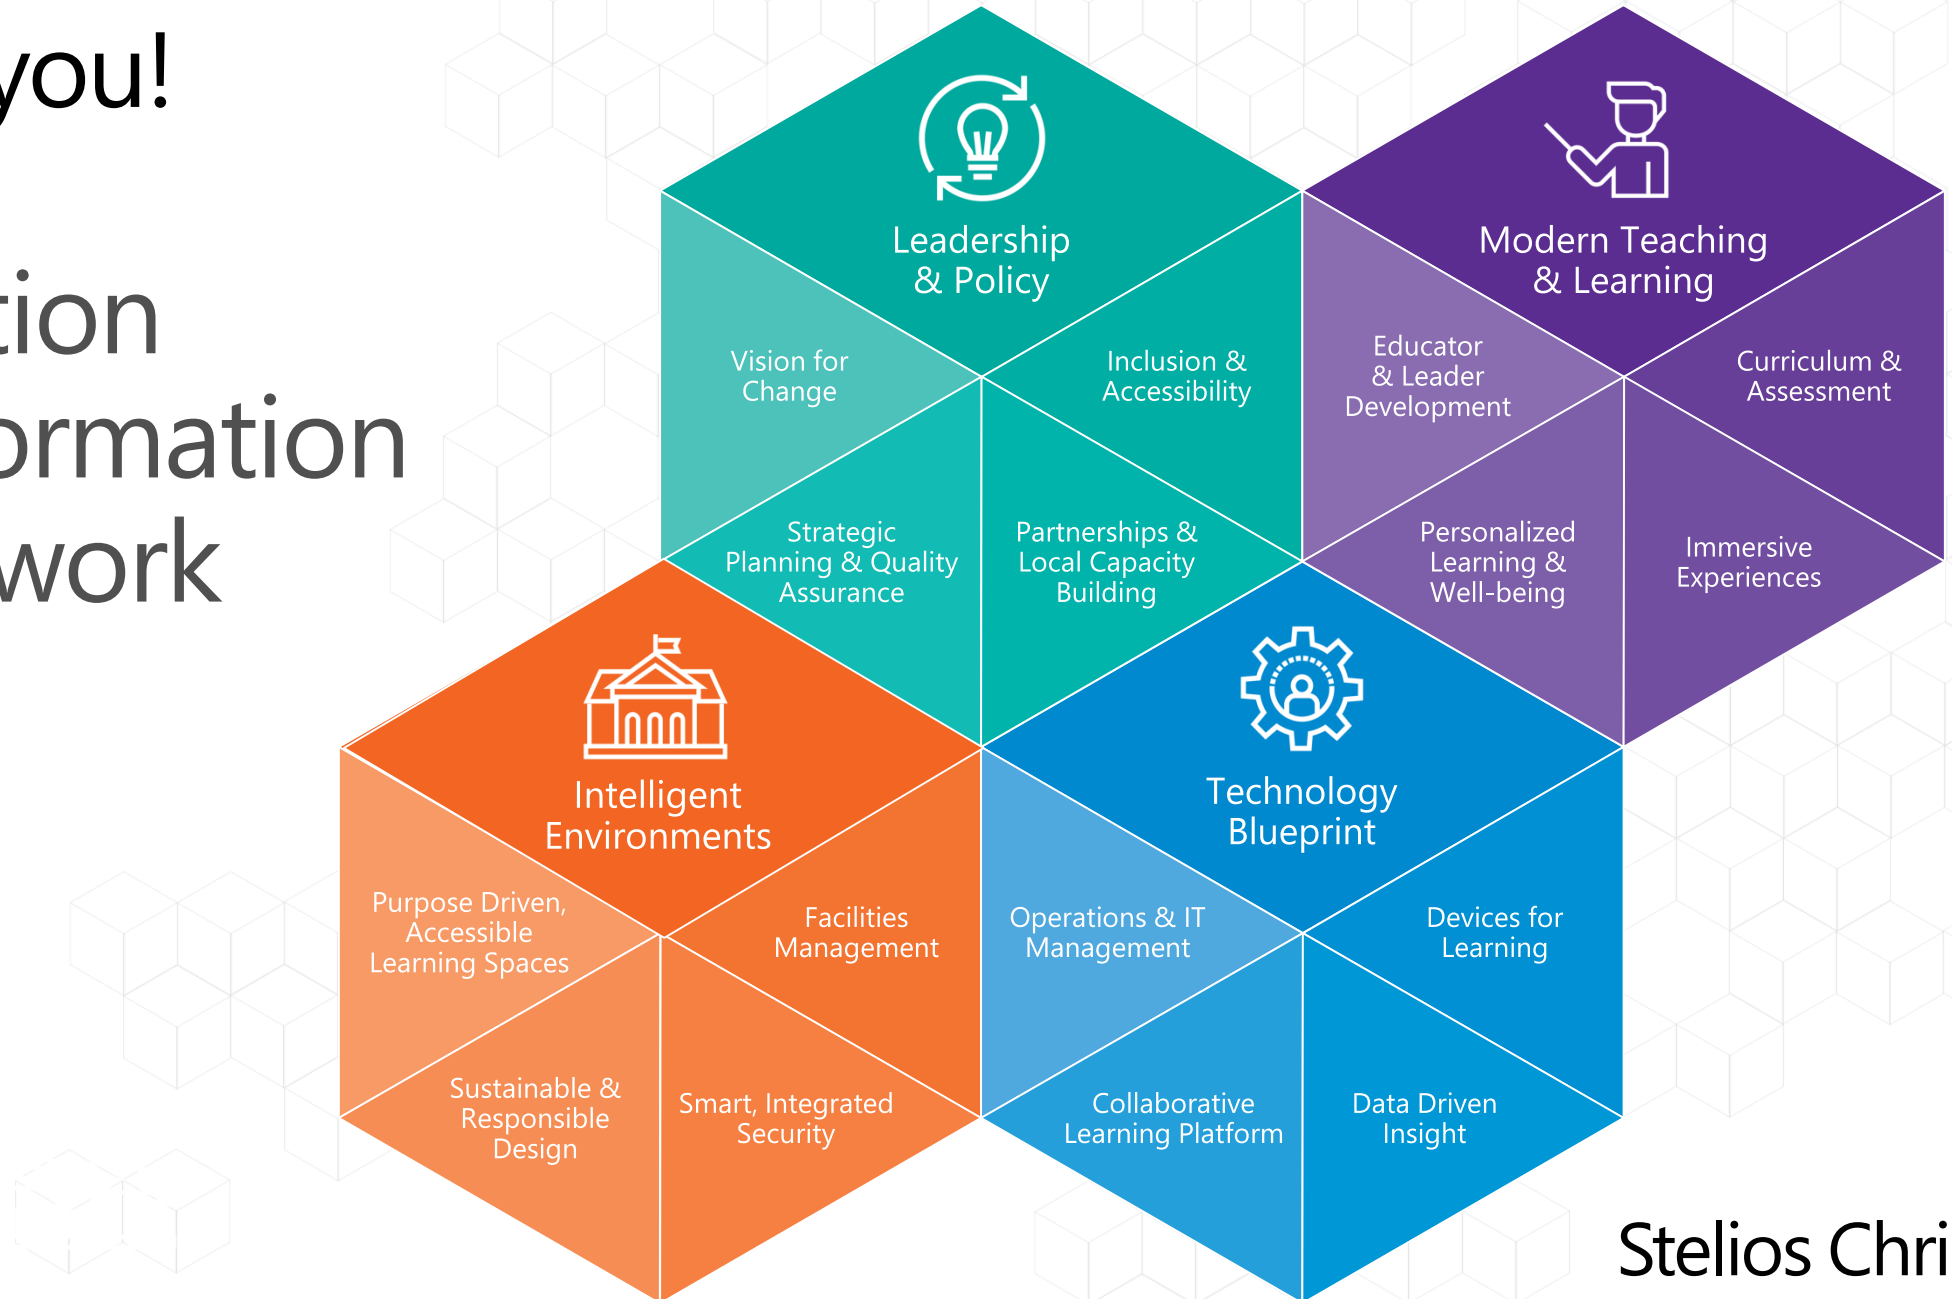 you!
tion
ormation
work
Leadership
& Policy
Vision for
Change
Inclusion &
Accessibility
Strategic
Planning & Quality
Assurance
Partnerships &
Local Capacity
Building
Modern Teaching
& Learning
Educator
& Leader
Development
Curriculum &
Assessment
Personalized
Learning &
Well-being
Immersive
Experiences
Intelligent
Environments
Purpose Driven,
Accessible
Learning Spaces
Facilities
Management
Sustainable &
Responsible
Design
Smart, Integrated
Security
Technology
Blueprint
Operations & IT
Management
Devices for
Learning
Collaborative
Learning Platform
Data Driven
Insight
Stelios Chri